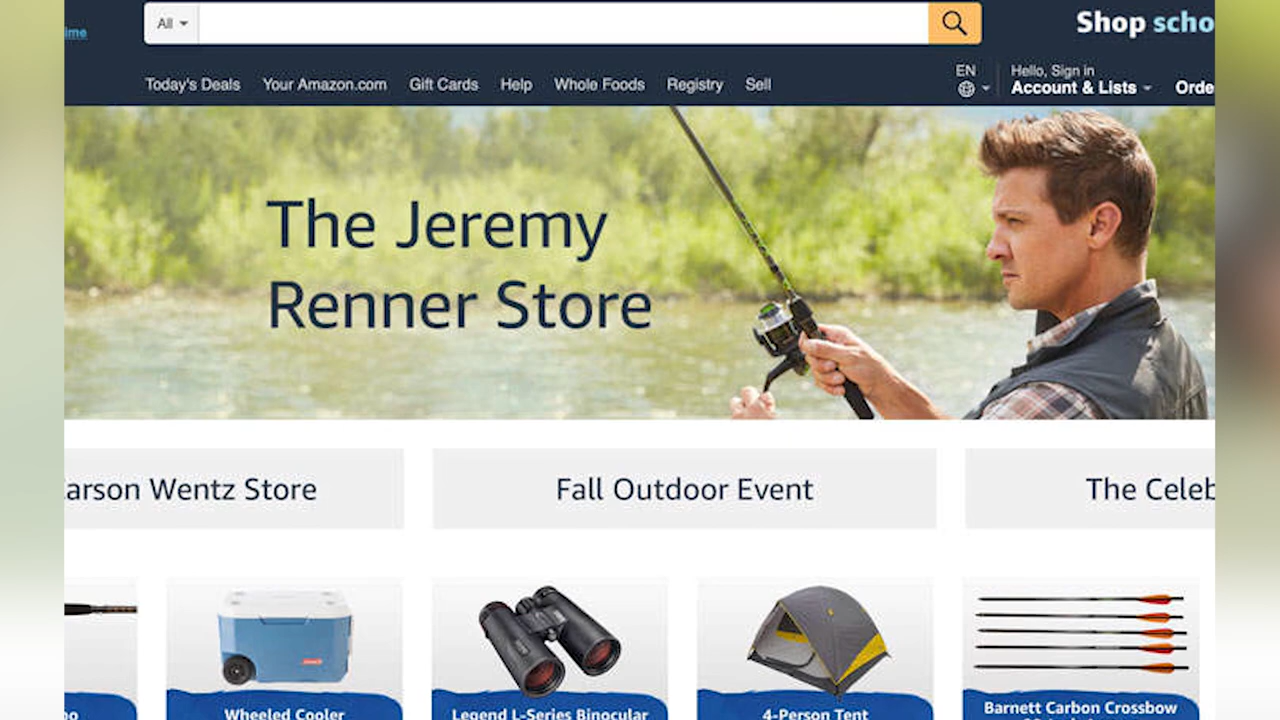 ime
All
Shop scho
Today's Deals Your Amazon.com Gift Cards Help Whole Foods Registry Sell
EN
Hello, Sign in
Account & Lists
Orde
The Jeremy
Renner Store
arson Wentz Store
Fall Outdoor Event
The Celeb
Wheeled Cooler
Legend L-Series Binocular
4-Person Tent
Barnett Carbon Crossbow